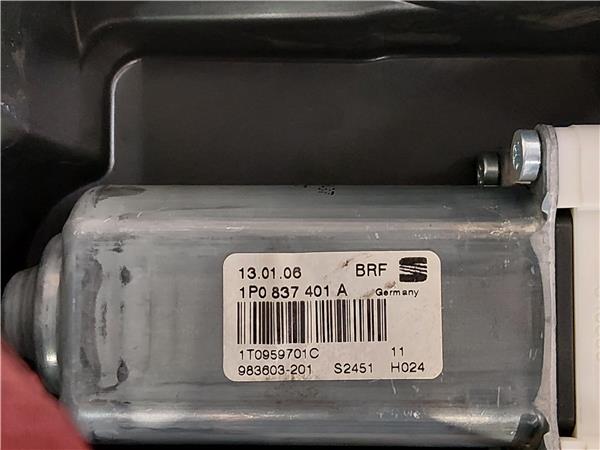 13.01.06 BRF
1P0 837 401 A Germany
1T0959701C 11
983603-201 S2451 H024